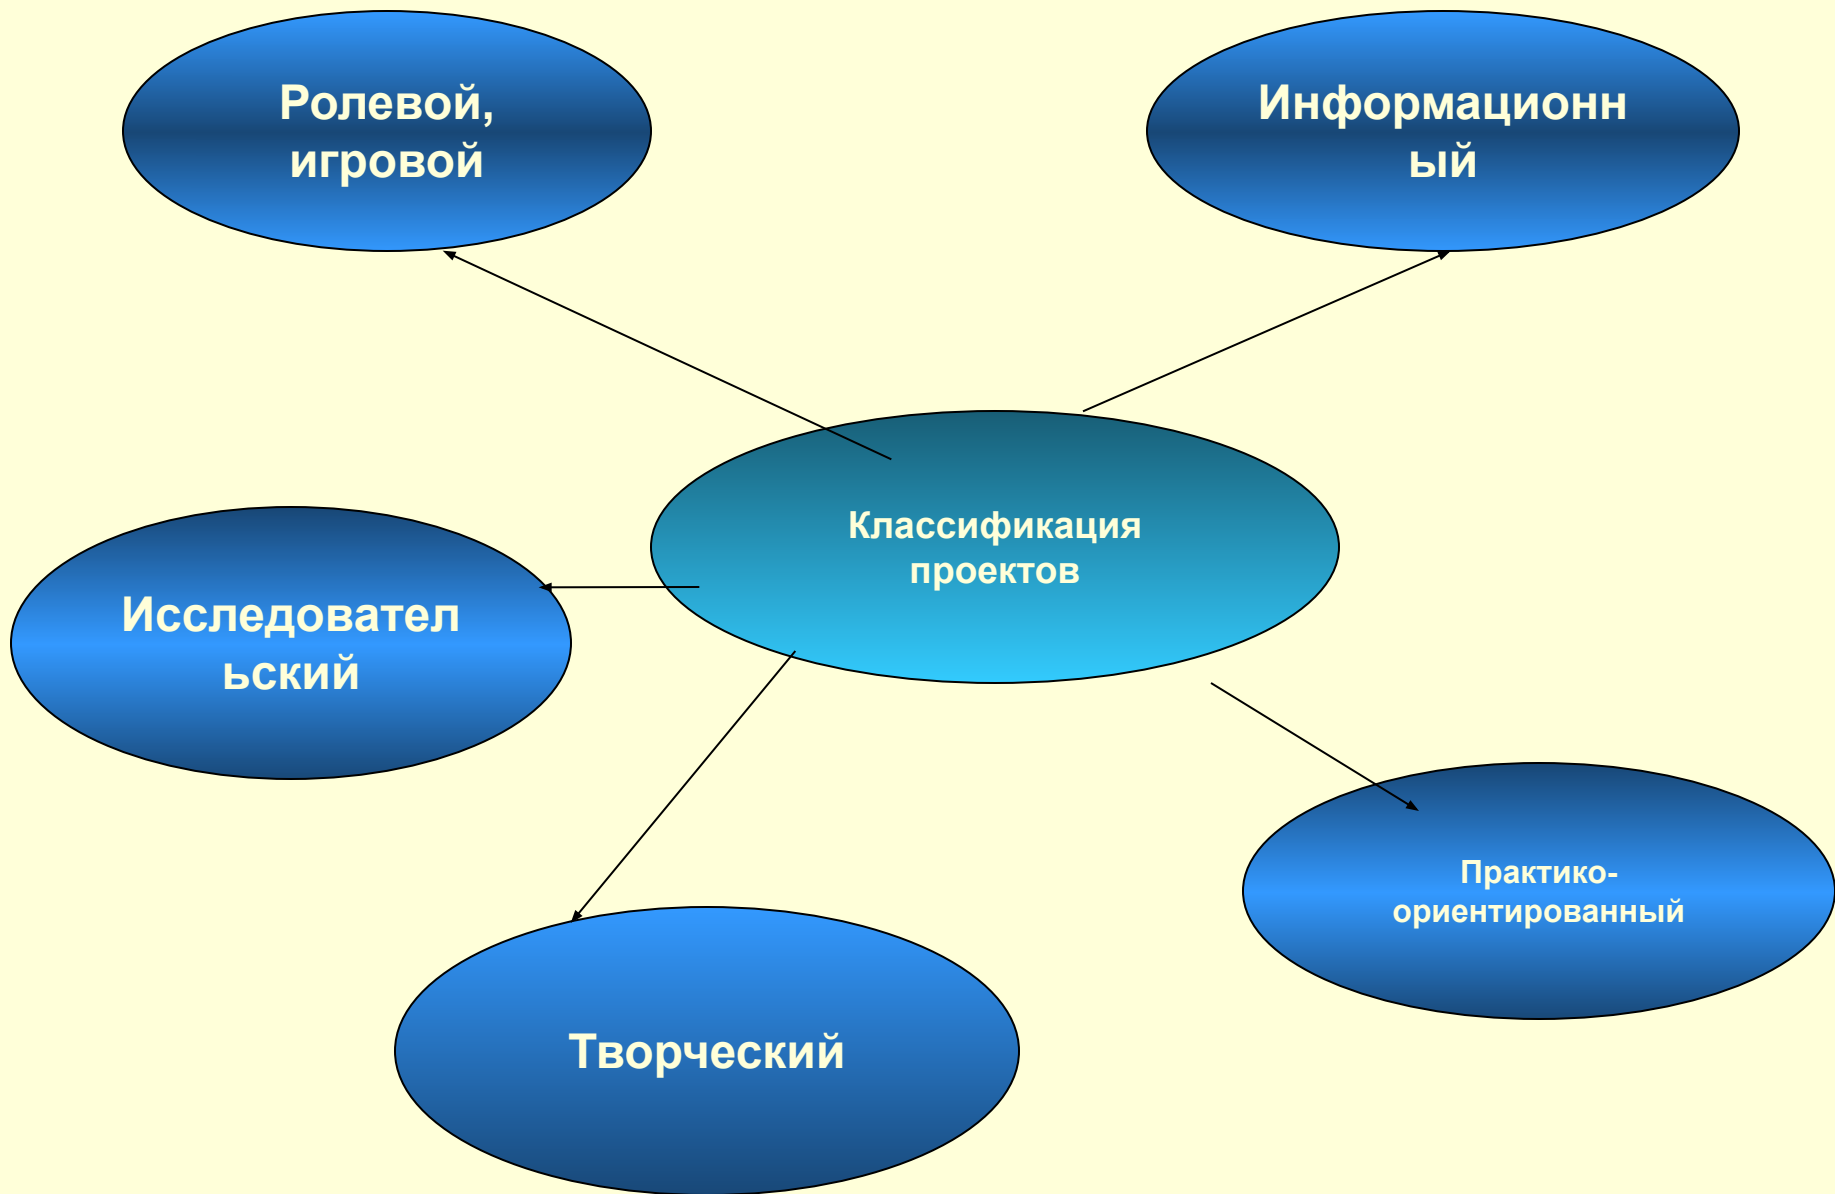 Ролевой,
игровой
Информационн
ый
Классификация
проектов
Исследовател
ьский
Практико-
ориентированный
Творческий